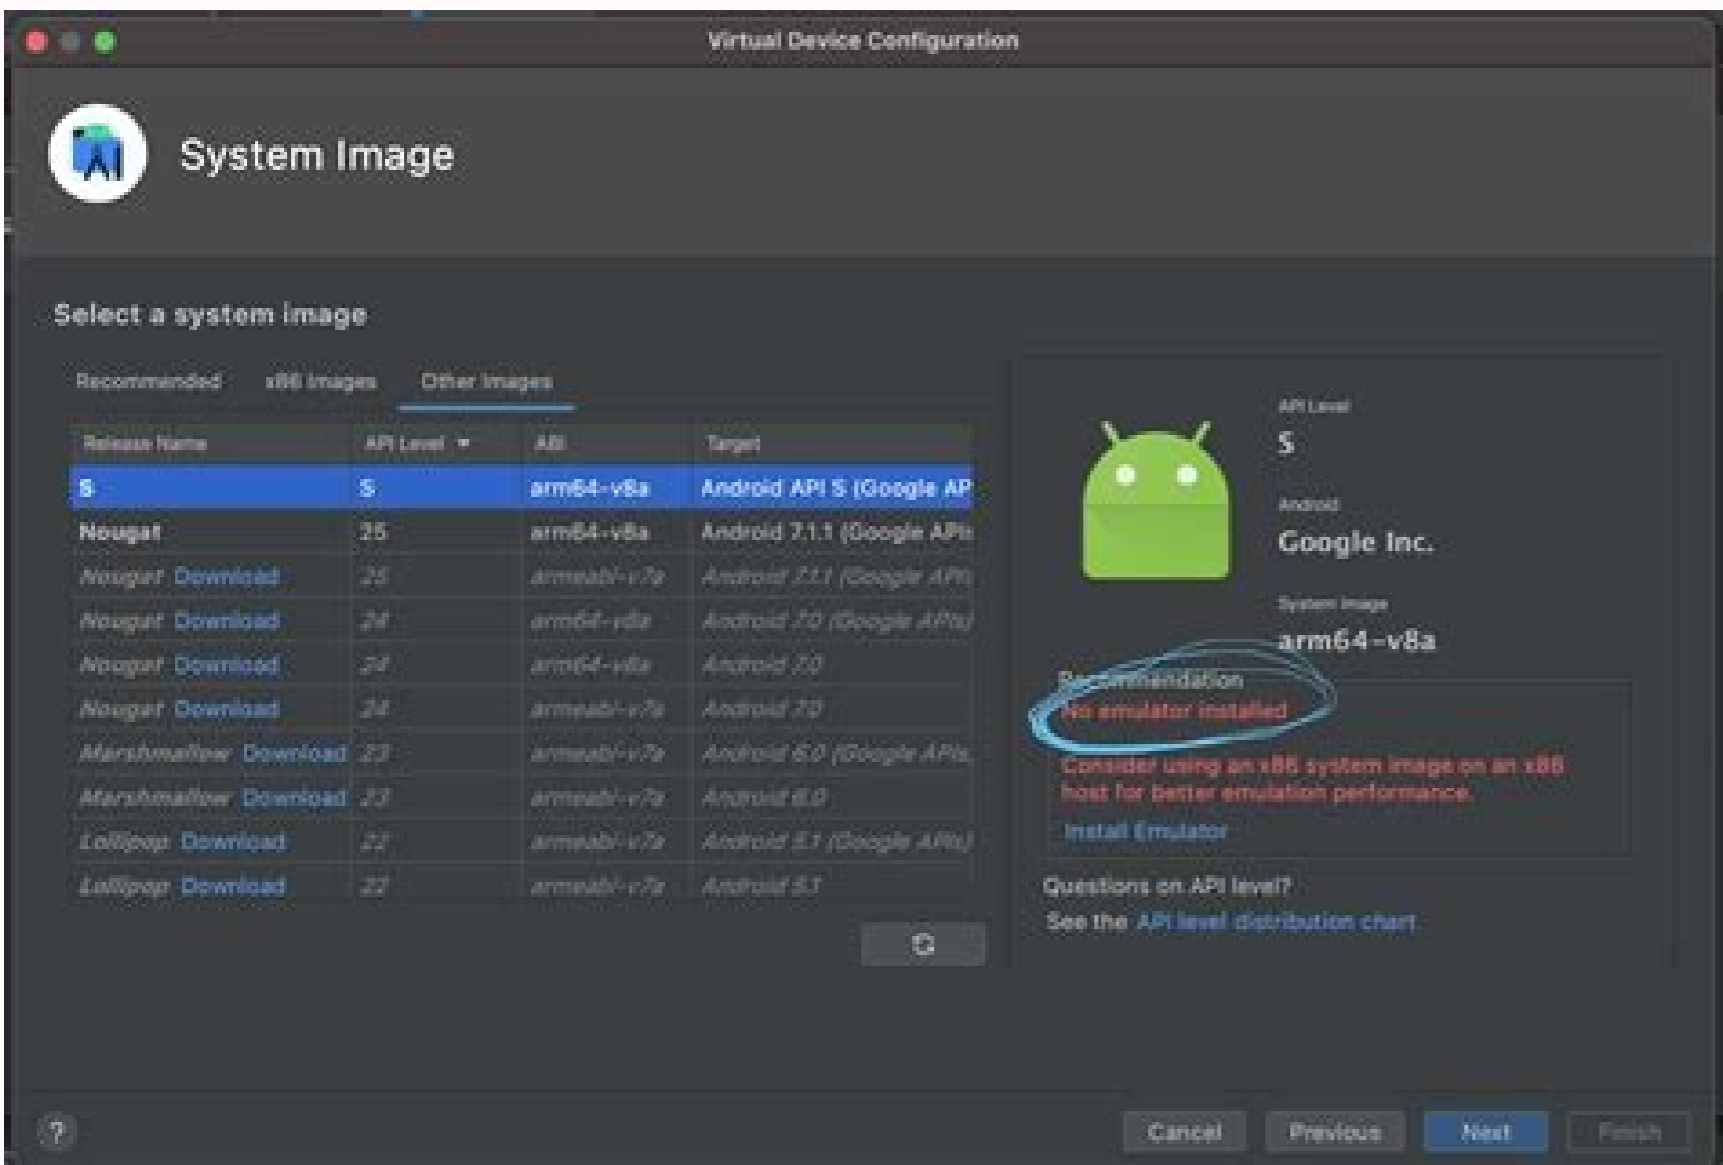 Virtual Device Configuration
System Image
Select a system image
Recommended x86 Images Other Images
Release Name API Level ABI Target
S S arm64-v8a Android API S (Google AP
Nougat 25 arm64-v8a Android 7.1.1 (Google APIs
Nougat Download 25 armeabi-v7a Android 7.1.1 (Google APIs
Nougat Download 24 arm64-v8a Android 7.0 (Google APIs)
Nougat Download 24 arm64-v8a Android 7.0
Nougat Download 24 armeabi-v7a Android 7.0
Marshmallow Download 23 armeabi-v7a Android 6.0 (Google APIs
Marshmallow Download 23 armeabi-v7a Android 6.0
Lollipop Download 22 armeabi-v7a Android 5.1 (Google APIs)
Lollipop Download 22 armeabi-v7a Android 5.1
API Level
S
Android
Google Inc.
System Image
arm64-v8a
Recommendation
No emulator installed
Consider using an x86 system image on an x86
host for better emulation performance.
Install Emulator
Questions on API level?
See the API level distribution chart
?
Cancel Previous Next Finish